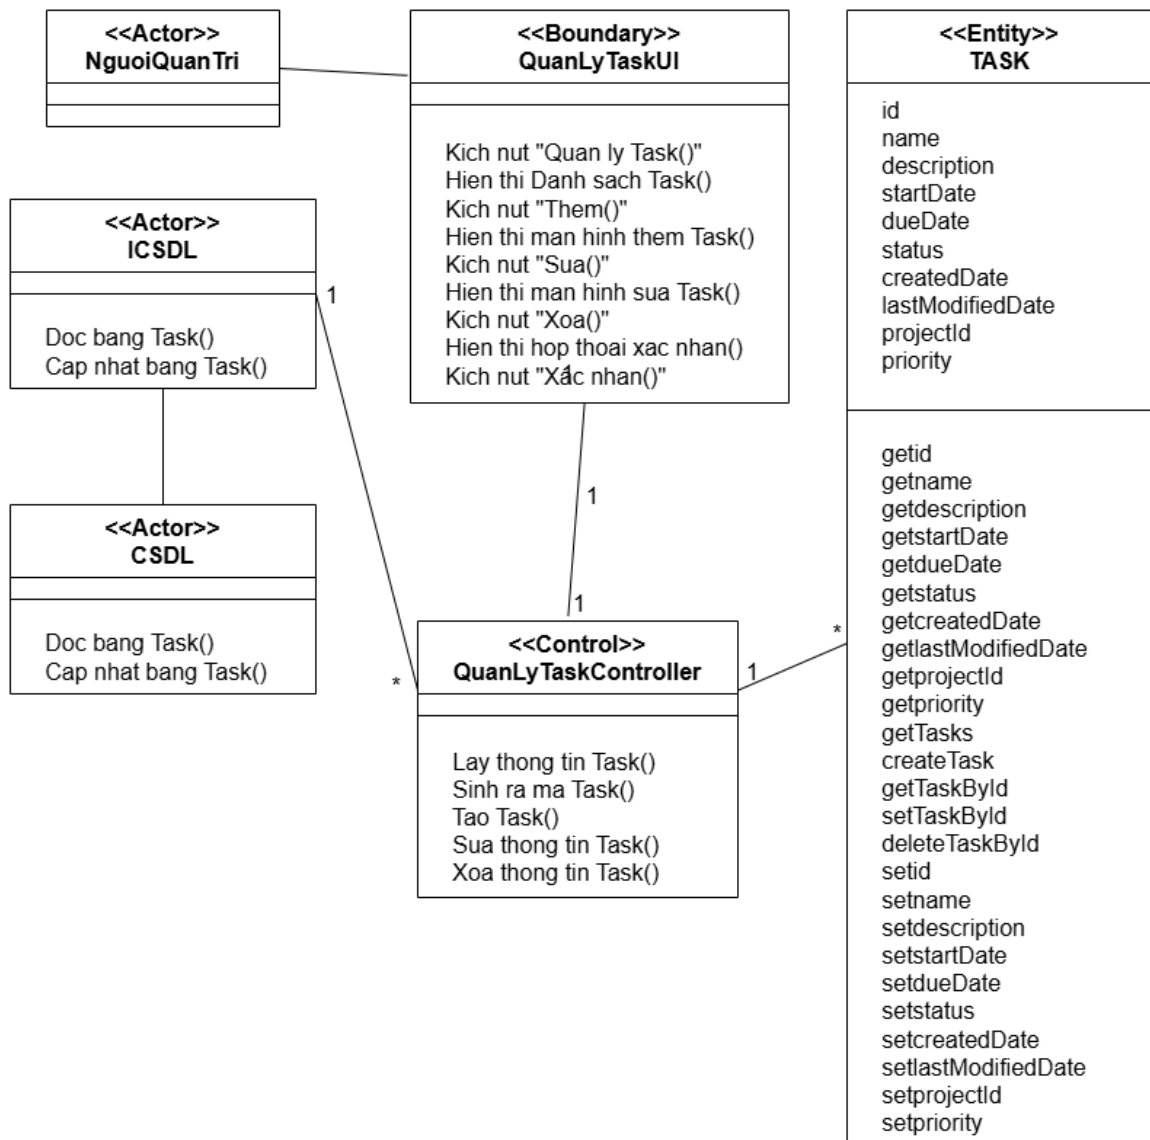 <<Actor>>
NguoiQuanTri
<<Boundary>>
QuanLyTaskUI
Kich nut "Quan ly Task()"
Hien thi Danh sach Task()
Kich nut "Them()"
Hien thi man hinh them Task()
Kich nut "Sua()"
Hien thi man hinh sua Task()
Kich nut "Xoa()"
Hien thi hop thoai xac nhan()
Kich nut "Xac nhan()"
1
<<Actor>>
ICSDL
Doc bang Task()
Cap nhat bang Task()
1
<<Actor>>
CSDL
Doc bang Task()
Cap nhat bang Task()
1
1
*
<<Control>>
QuanLyTaskController
Lay thong tin Task()
Sinh ra ma Task()
Tao Task()
Sua thong tin Task()
Xoa thong tin Task()
1
*
<<Entity>>
TASK
id
name
description
startDate
dueDate
status
createdDate
lastModifiedDate
projectId
priority
getid
getname
getdescription
getstartDate
getdueDate
getstatus
getcreatedDate
getlastModifiedDate
getprojectId
getpriority
getTasks
createTask
getTaskById
setTaskById
deleteTaskById
setid
setname
setdescription
setstartDate
setdueDate
setstatus
setcreatedDate
setlastModifiedDate
setprojectId
setpriority